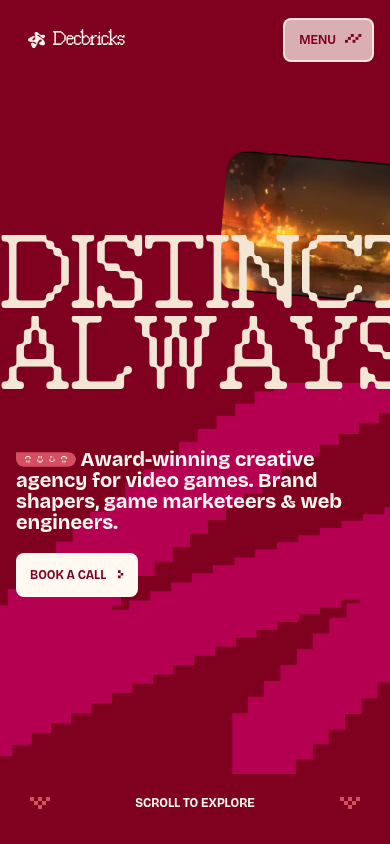 Decbricks
MENU
DISTINCT
ALWAYS
Award-winning creative
agency for video games. Brand
shapers, game marketeers & web
engineers.
BOOK A CALL
SCROLL TO EXPLORE